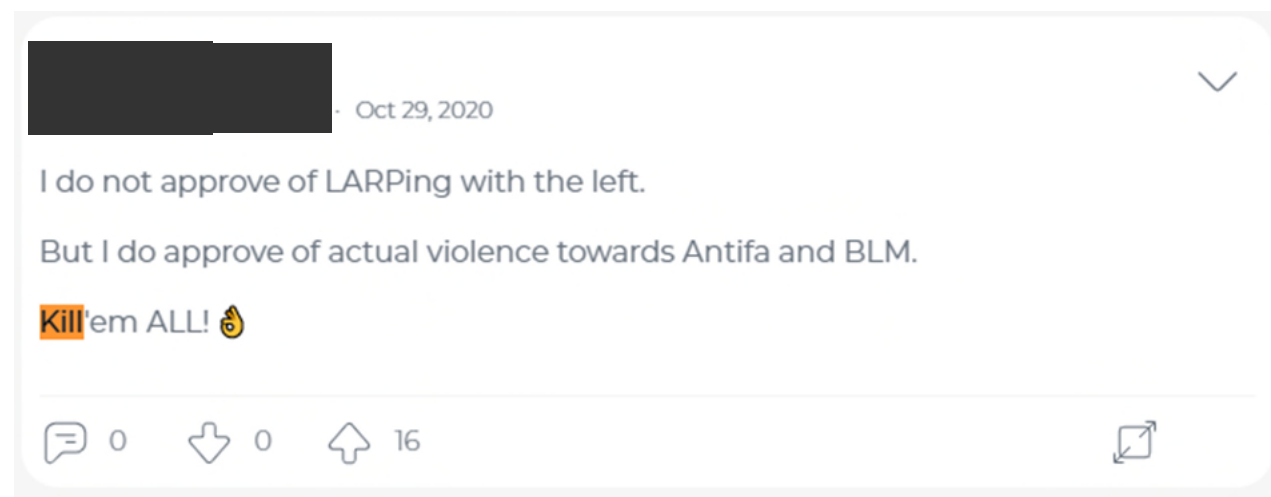 · Oct 29, 2020
I do not approve of LARPing with the left.
But I do approve of actual violence towards Antifa and BLM.
Kill'em ALL! 👌
0 0 16